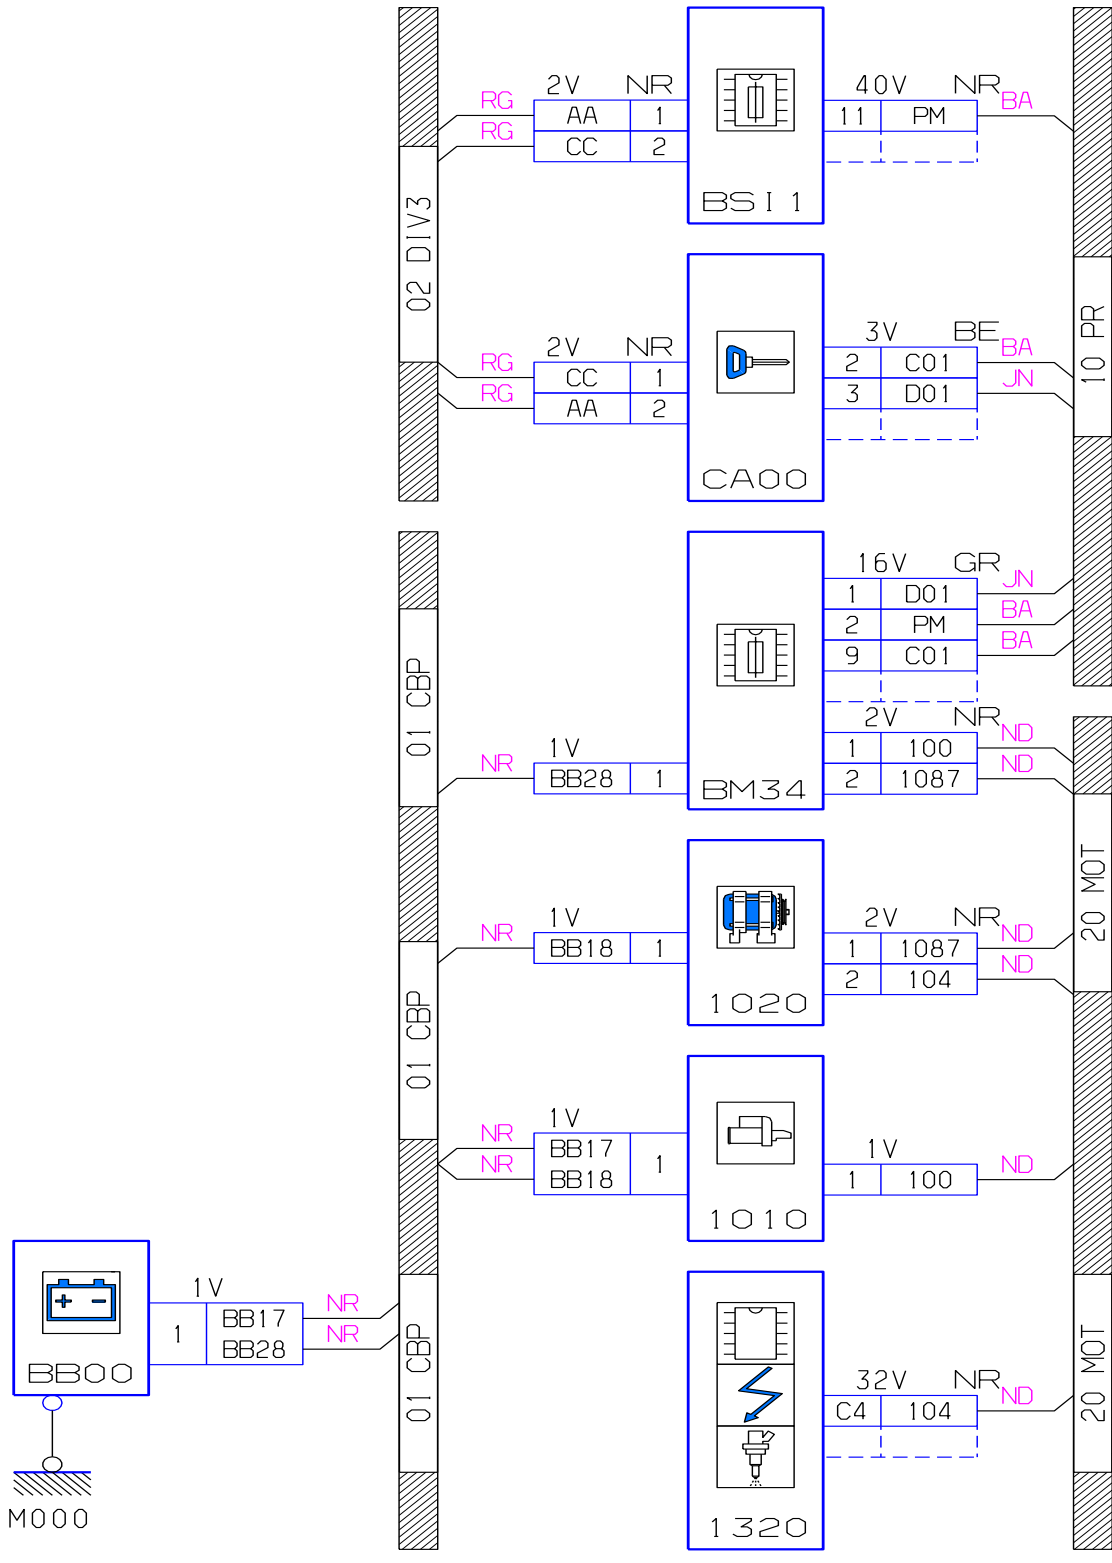 2V NR
RG AA 1
RG CC 2
BSI1
40V NR
11 PM BA
02 DIV3
2V NR
RG CC 1
RG AA 2
CA00
3V BE
2 C01 BA
3 D01 JN
10 PR
16V GR
1 D01 JN
2 PM BA
9 C01 BA
01 CBP
1V
NR BB28 1
BM34
2V NR
1 100 ND
2 1087 ND
20 MOT
1V
NR BB18 1
1020
2V NR
1 1087 ND
2 104 ND
01 CBP
1V
NR BB17
1
NR BB18
1010
1V
1 100 ND
BB00
1V
1
BB17 NR
BB28 NR
M000
01 CBP
1320
32V NR
C4 104 ND
20 MOT